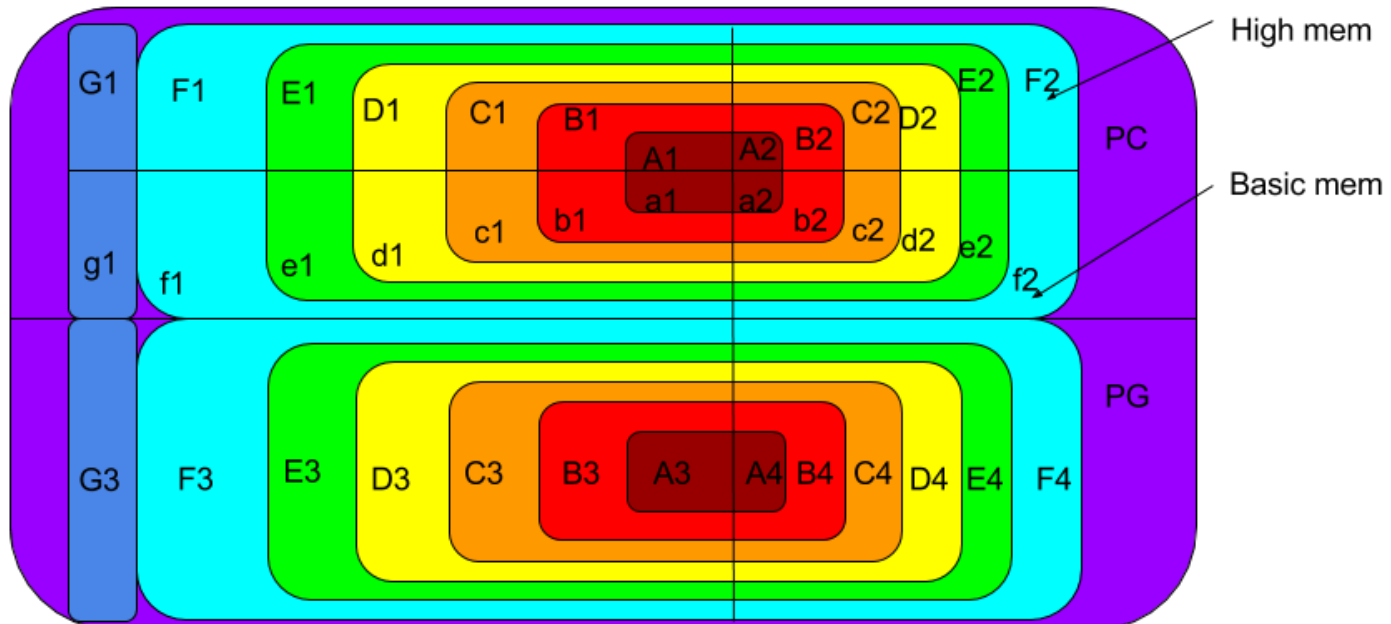 High mem
G1 F1 E1 D1 C1 B1 A1 A2 B2 C2 D2 E2 F2 PC
Basic mem
g1 f1 e1 d1 c1 b1 a1 a2 b2 c2 d2 e2 f2
G3 F3 E3 D3 C3 B3 A3 A4 B4 C4 D4 E4 F4 PG